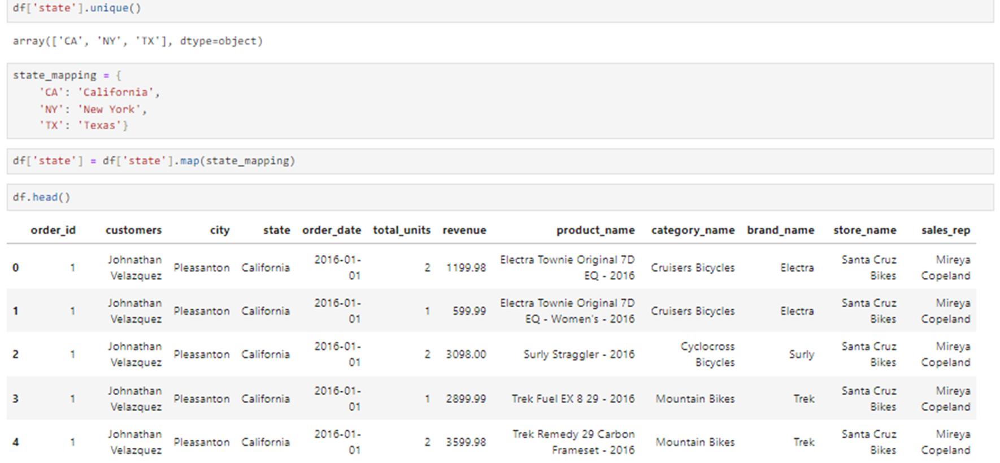 df['state'].unique()
array(['CA', 'NY', 'TX'], dtype=object)
state_mapping = {
    'CA': 'California',
    'NY': 'New York',
    'TX': 'Texas'}
df['state'] = df['state'].map(state_mapping)
df.head()
order_id customers city state order_date total_units revenue product_name category_name brand_name store_name sales_rep
0 1 Johnathan Velazquez Pleasanton California 2016-01-01 2 1199.98 Electra Townie Original 7D EQ - 2016 Cruisers Bicycles Electra Santa Cruz Bikes Mireya Copeland
1 1 Johnathan Velazquez Pleasanton California 2016-01-01 1 599.99 Electra Townie Original 7D EQ - Women's - 2016 Cruisers Bicycles Electra Santa Cruz Bikes Mireya Copeland
2 1 Johnathan Velazquez Pleasanton California 2016-01-01 2 3098.00 Surly Straggler - 2016 Cyclocross Bicycles Surly Santa Cruz Bikes Mireya Copeland
3 1 Johnathan Velazquez Pleasanton California 2016-01-01 1 2899.99 Trek Fuel EX 8 29 - 2016 Mountain Bikes Trek Santa Cruz Bikes Mireya Copeland
4 1 Johnathan Velazquez Pleasanton California 2016-01-01 2 3599.98 Trek Remedy 29 Carbon Frameset - 2016 Mountain Bikes Trek Santa Cruz Bikes Mireya Copeland